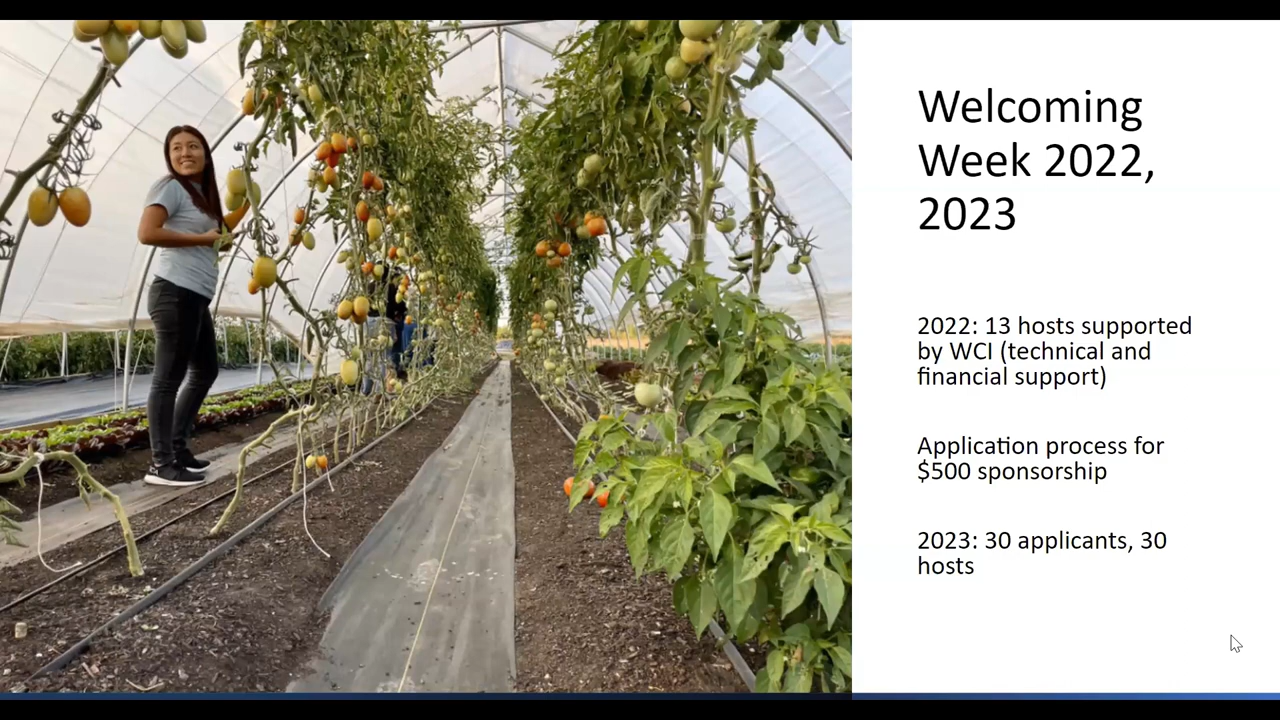 Welcoming
Week 2022,
2023
2022: 13 hosts supported
by WCI (technical and
financial support)
Application process for
$500 sponsorship
2023: 30 applicants, 30
hosts